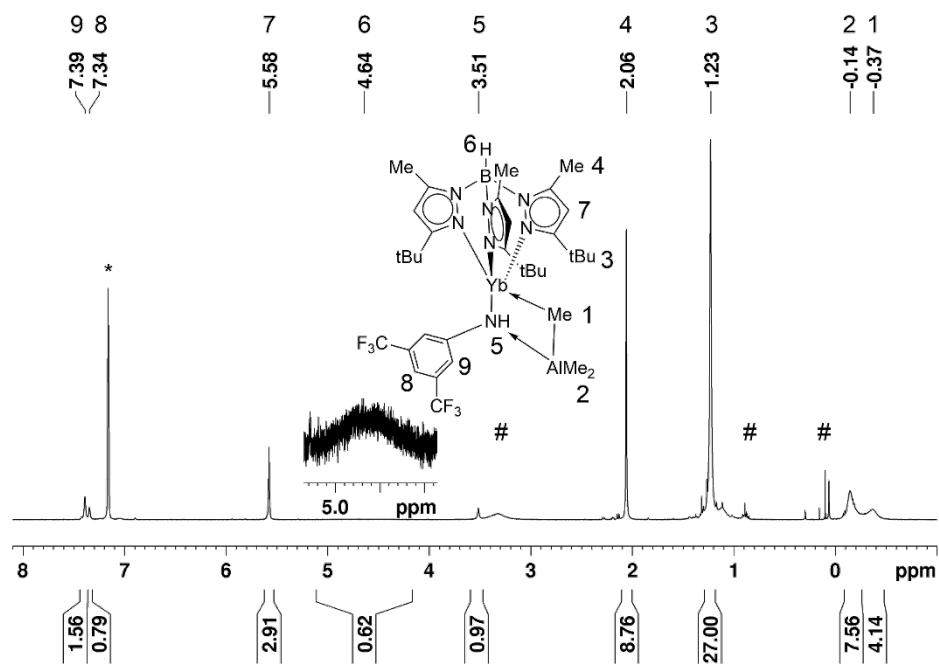 9 8 7 6 5 4 3 2 1
7.39 7.34 5.58 4.64 3.51 2.06 1.23 -0.14 -0.37
6 H
Me B Me Me 4
N N N
N N N 7
tBu tBu tBu 3
*
Yb
Me 1
NH
5
F3C
9 AlMe2
8 2
CF3
# # #
5.0 ppm
8 7 6 5 4 3 2 1 0 ppm
1.56 0.79 2.91 0.62 0.97 8.76 27.00 7.56 4.14